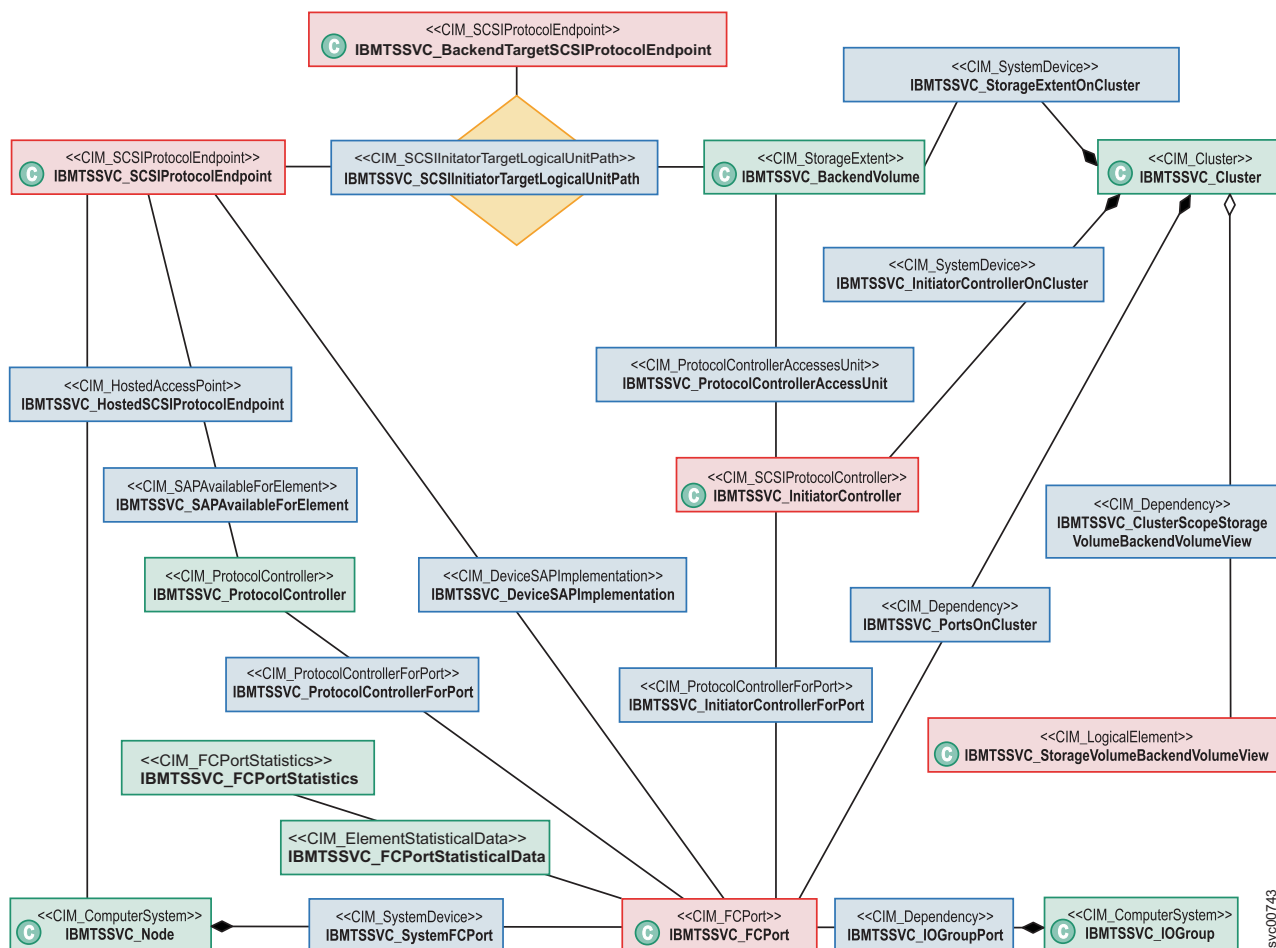 <<CIM_SCSIProtocolEndpoint>>
C
IBMTSSVC_BackendTargetSCSIProtocolEndpoint
<<CIM_SystemDevice>>
IBMTSSVC_StorageExtentOnCluster
<<CIM_SCSIProtocolEndpoint>>
C
IBMTSSVC_SCSIProtocolEndpoint
<<CIM_SCSIInitatorTargetLogicalUnitPath>>
IBMTSSVC_SCSIInitiatorTargetLogicalUnitPath
<<CIM_StorageExtent>>
C
IBMTSSVC_BackendVolume
<<CIM_Cluster>>
C
IBMTSSVC_Cluster
<<CIM_SystemDevice>>
IBMTSSVC_InitiatorControllerOnCluster
<<CIM_ProtocolControllerAccessesUnit>>
IBMTSSVC_ProtocolControllerAccessUnit
<<CIM_HostedAccessPoint>>
IBMTSSVC_HostedSCSIProtocolEndpoint
<<CIM_SAPAvailableForElement>>
IBMTSSVC_SAPAvailableForElement
<<CIM_SCSIProtocolController>>
C
IBMTSSVC_InitiatorController
<<CIM_Dependency>>
IBMTSSVC_ClusterScopeStorage
VolumeBackendVolumeView
<<CIM_ProtocolController>>
IBMTSSVC_ProtocolController
<<CIM_DeviceSAPImplementation>>
IBMTSSVC_DeviceSAPImplementation
<<CIM_Dependency>>
IBMTSSVC_PortsOnCluster
<<CIM_ProtocolControllerForPort>>
IBMTSSVC_ProtocolControllerForPort
<<CIM_ProtocolControllerForPort>>
IBMTSSVC_InitiatorControllerForPort
<<CIM_LogicalElement>>
C
IBMTSSVC_StorageVolumeBackendVolumeView
<<CIM_FCPortStatistics>>
IBMTSSVC_FCPortStatistics
<<CIM_ElementStatisticalData>>
IBMTSSVC_FCPortStatisticalData
<<CIM_ComputerSystem>>
C
IBMTSSVC_Node
<<CIM_SystemDevice>>
IBMTSSVC_SystemFCPort
<<CIM_FCPort>>
C
IBMTSSVC_FCPort
<<CIM_Dependency>>
IBMTSSVC_IOGroupPort
<<CIM_ComputerSystem>>
C
IBMTSSVC_IOGroup
svc00743